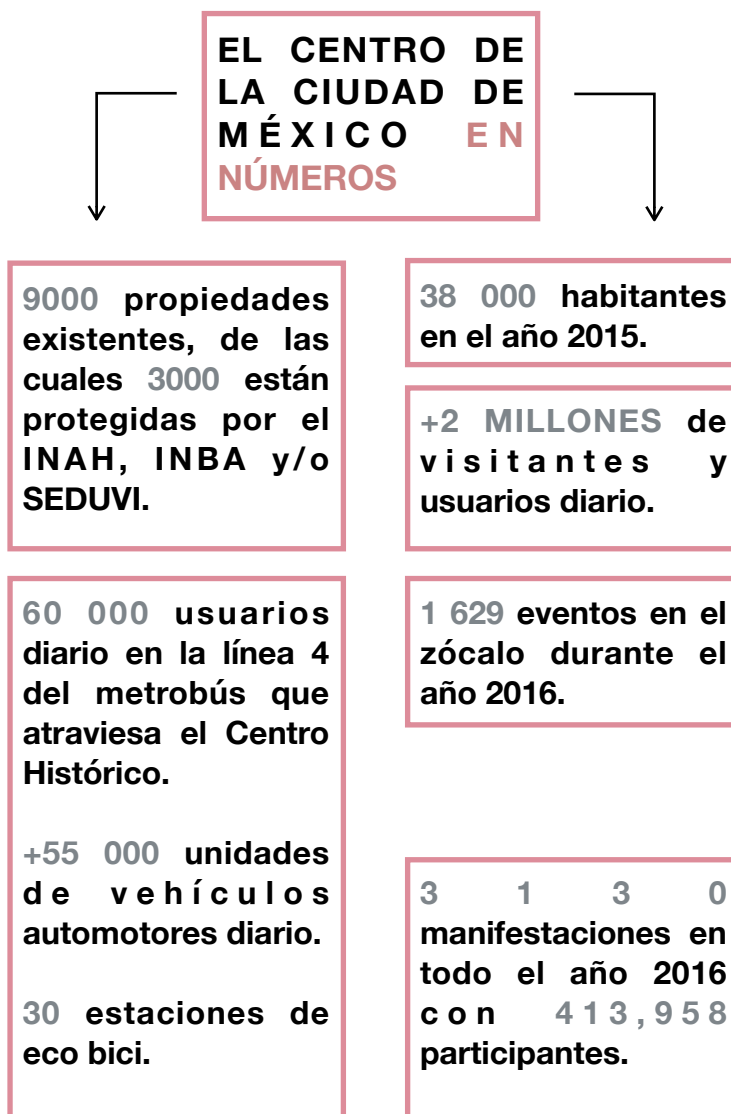 EL CENTRO DE
LA CIUDAD DE
MÉXICO EN
NÚMEROS
9000 propiedades
existentes, de las
cuales 3000 están
protegidas por el
INAH, INBA y/o
SEDUVI.
60 000 usuarios
diario en la línea 4
del metrobús que
atraviesa el Centro
Histórico.
+55 000 unidades
de vehículos
automotores diario.
30 estaciones de
eco bici.
38 000 habitantes
en el año 2015.
+2 MILLONES de
visitantes y
usuarios diario.
1 629 eventos en el
zócalo durante el
año 2016.
3 1 3 0
manifestaciones en
todo el año 2016
con 413,958
participantes.